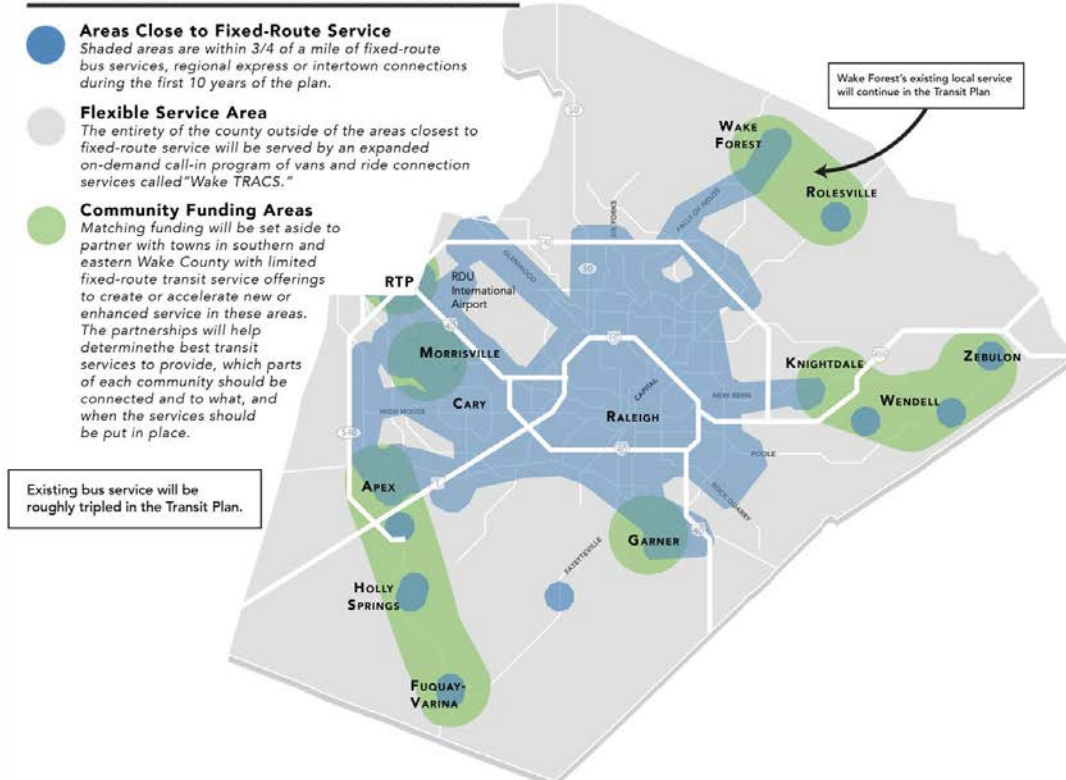 Areas Close to Fixed-Route Service
Shaded areas are within 3/4 of a mile of fixed-route
bus services, regional express or intertown connections
during the first 10 years of the plan.
Flexible Service Area
The entirety of the county outside of the areas closest to
fixed-route service will be served by an expanded
on-demand call-in program of vans and ride connection
services called"Wake TRACS."
Community Funding Areas
Matching funding will be set aside to
partner with towns in southern and
eastern Wake County with limited
fixed-route transit service offerings
to create or accelerate new or
enhanced service in these areas.
The partnerships will help
determinethe best transit
services to provide, which parts
of each community should be
connected and to what, and
when the services should
be put in place.
Existing bus service will be
roughly tripled in the Transit Plan.
Wake Forest's existing local service
will continue in the Transit Plan
WAKE
FOREST
ROLESVILLE
FALLS OF NEUSE
SIX FORKS
50
GLENWOOD
RTP
RDU
International
Airport
40
MORRISVILLE
KNIGHTDALE
ZEBULON
WENDELL
CARY
HIGH HOUSE
CAPITAL
RALEIGH
NEW BERN
540
40
POOLE
1
APEX
ROCK QUARRY
40
GARNER
FAYETTEVILLE
HOLLY
SPRINGS
FUQUAY-
VARINA